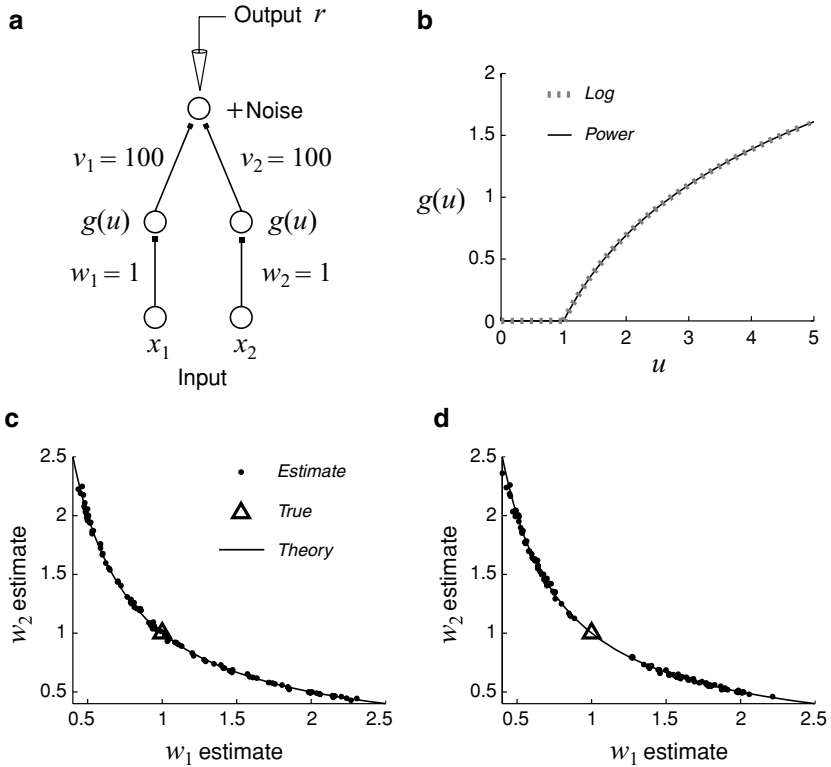 a
Output r
+Noise
v1 = 100
v2 = 100
g(u)
g(u)
w1 = 1
w2 = 1
x1
x2
Input
b
2
1.5
1
0.5
0
g(u)
Log
Power
0
1
2
3
4
5
u
c
2.5
2
1.5
1
0.5
w2 estimate
Estimate
True
Theory
0.5
1
1.5
2
2.5
w1 estimate
d
2.5
2
1.5
1
0.5
w2 estimate
0.5
1
1.5
2
2.5
w1 estimate